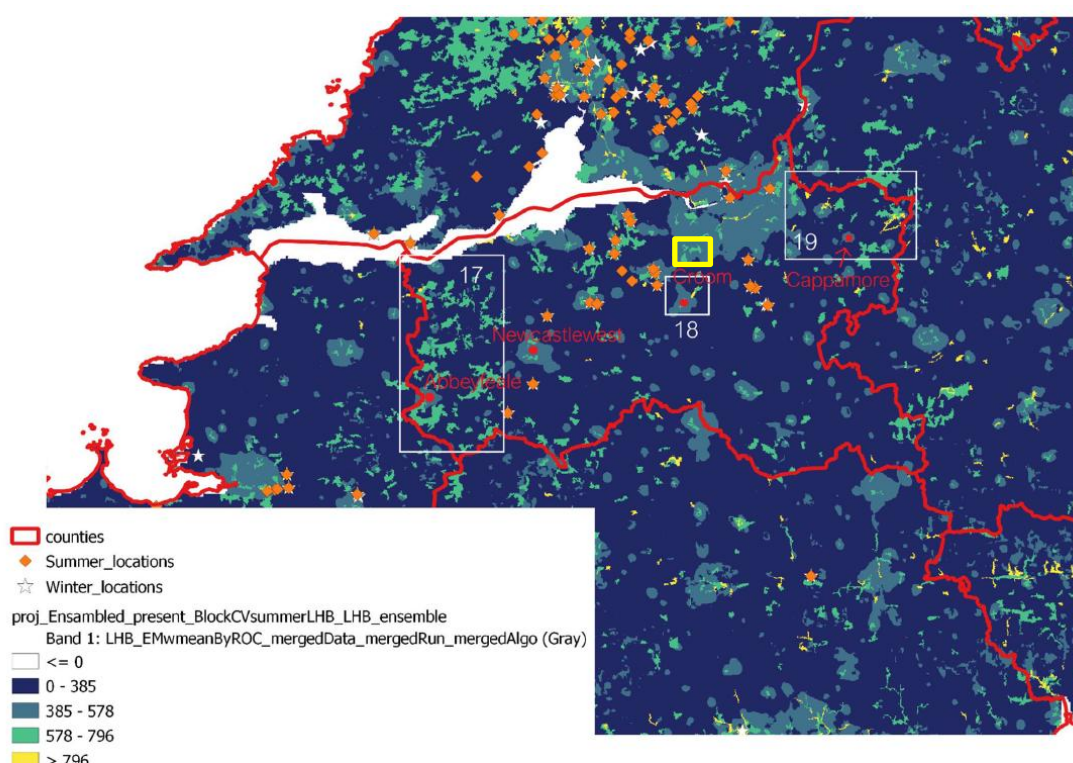 19
17
Croom
Cappamore
18
Newcastlewest
Abbeyfeale
counties
Summer_locations
Winter_locations
proj_Ensambled_present_BlockCVsummerLHB_LHB_ensemble
Band 1: LHB_EMwmeanByROC_mergedData_mergedRun_mergedAlgo (Gray)
<= 0
0 - 385
385 - 578
578 - 796
> 796